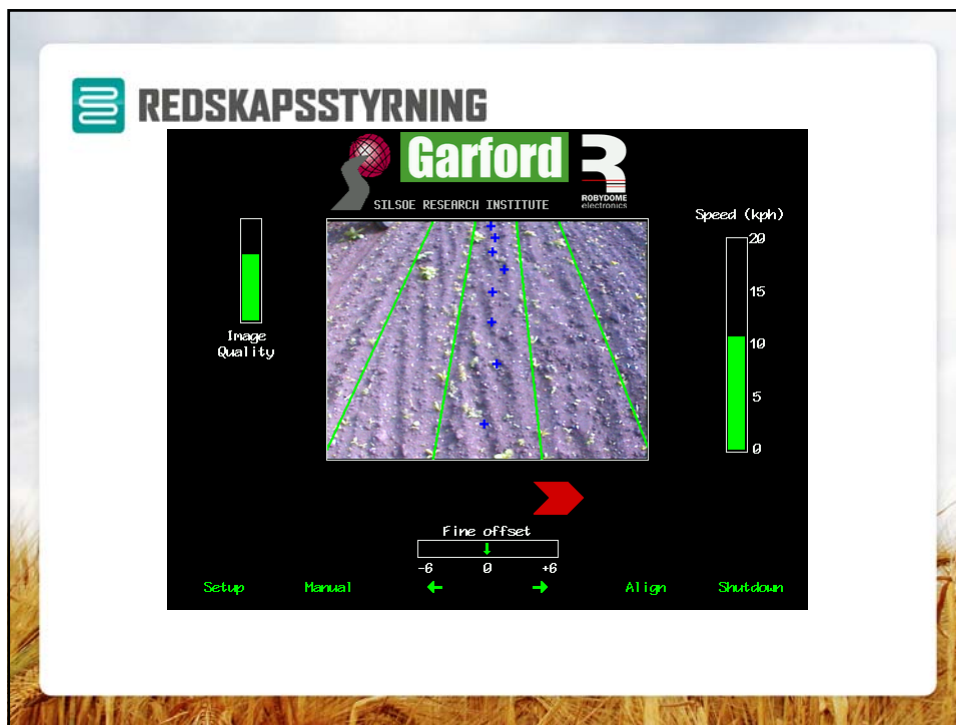 REDSKAPSSTYRNING
Garford
SILSOE RESEARCH INSTITUTE
ROBYDOME
electronics
Speed (kph)
20
15
10
5
0
Image
Quality
Fine offset
-6 0 +6
Setup Manual ← → Align Shutdown